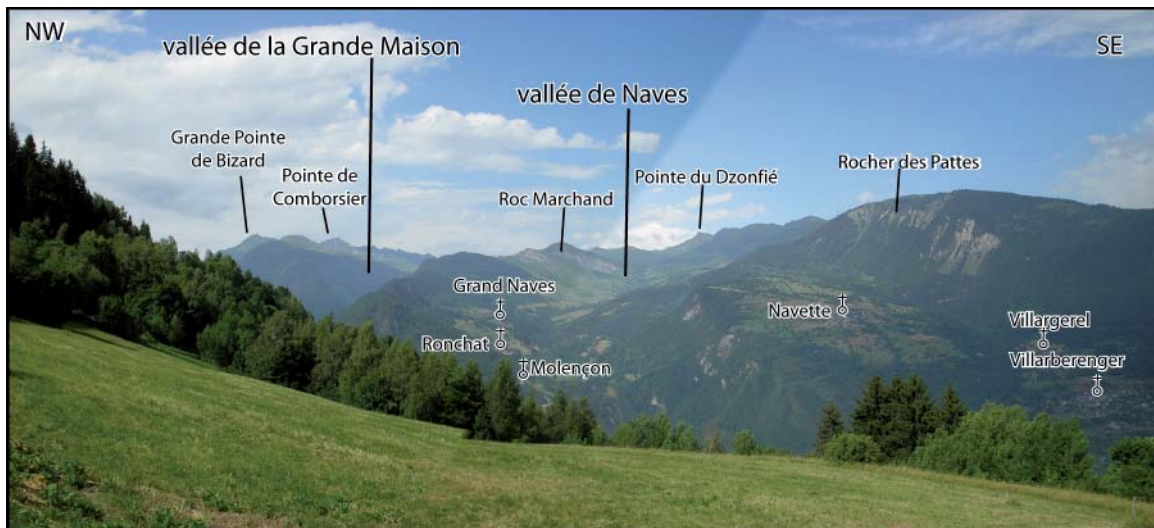 NW
SE
vallée de la Grande Maison
vallée de Naves
Grande Pointe
de Bizard
Pointe de
Comborsier
Roc Marchand
Pointe du Dzonfié
Rocher des Pattes
Grand Naves
Ronchat
Molençon
Navette
Villargerel
Villarberenger